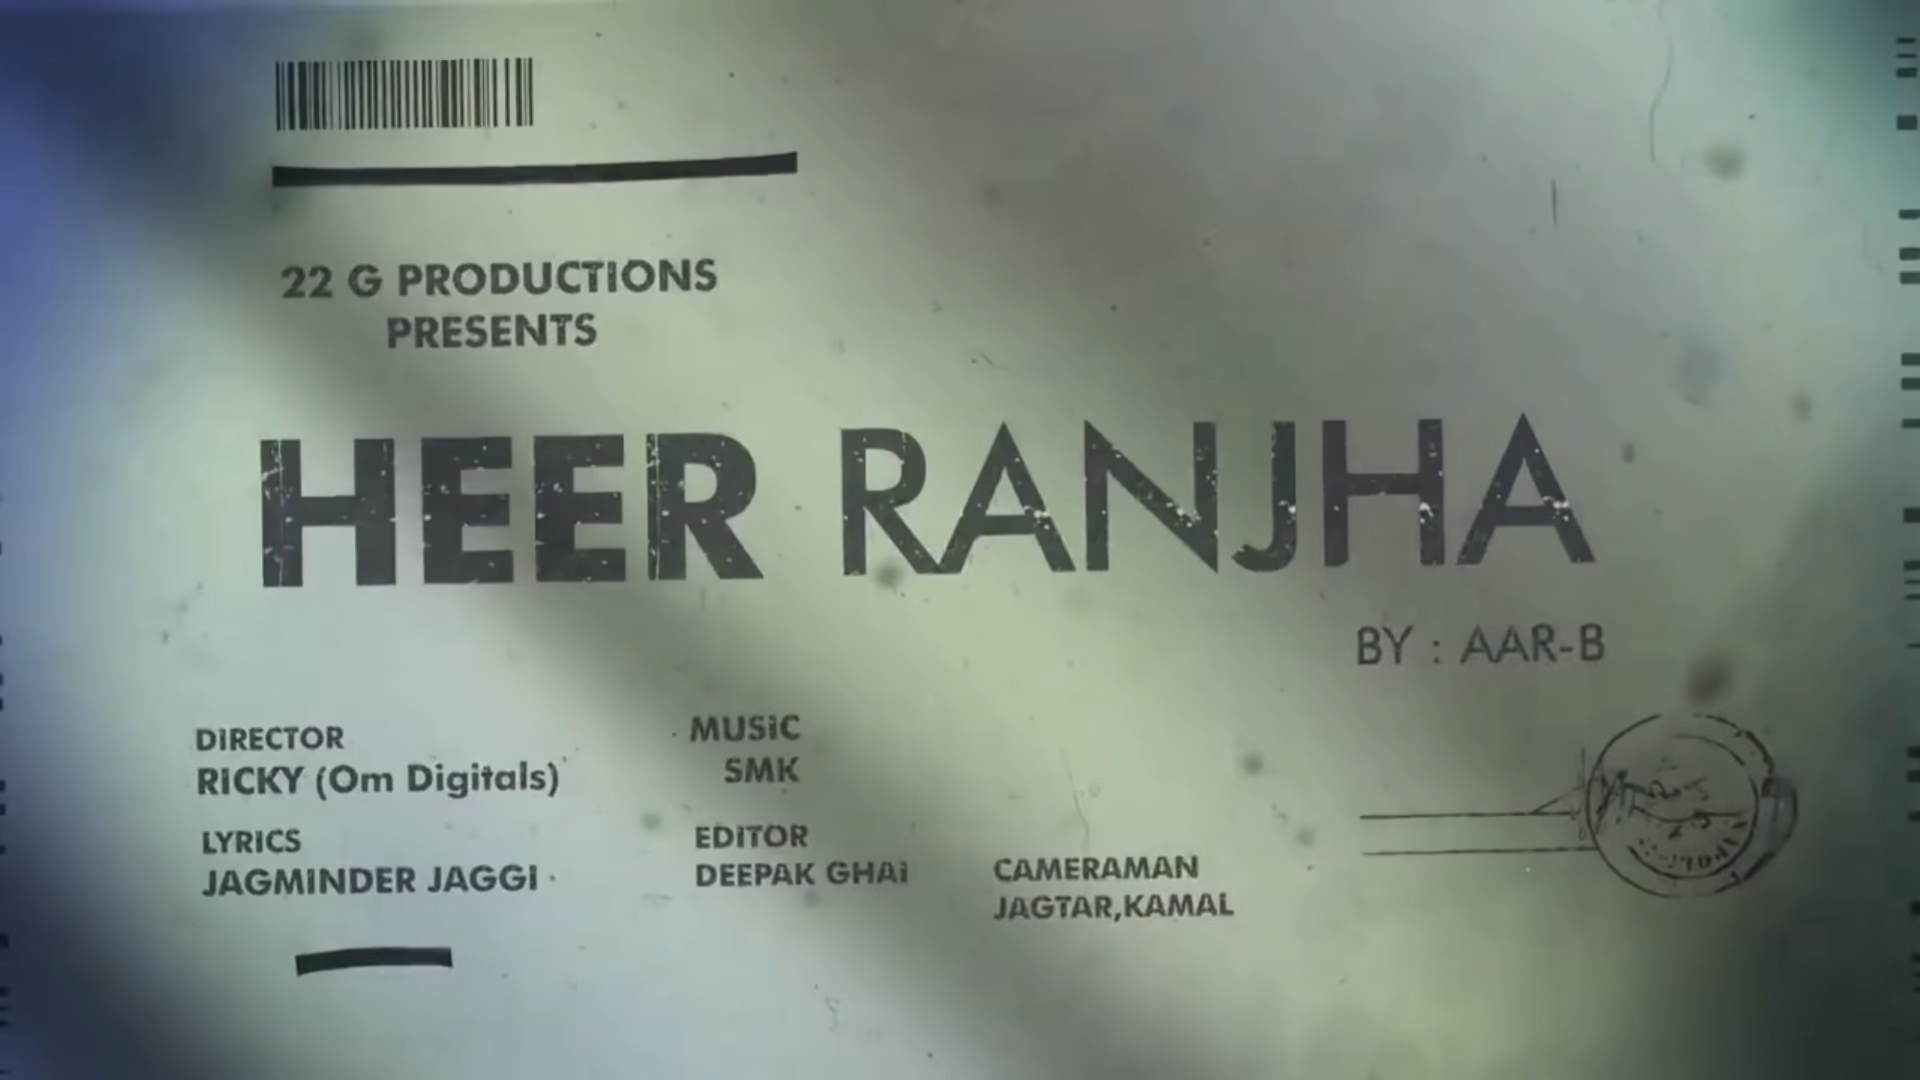 22 G PRODUCTIONS
PRESENTS
HEER RANJHA
BY : AAR-B
DIRECTOR
RICKY (Om Digitals)
MUSIC
SMK
LYRICS
JAGMINDER JAGGI
EDITOR
DEEPAK GHAI
CAMERAMAN
JAGTAR,KAMAL